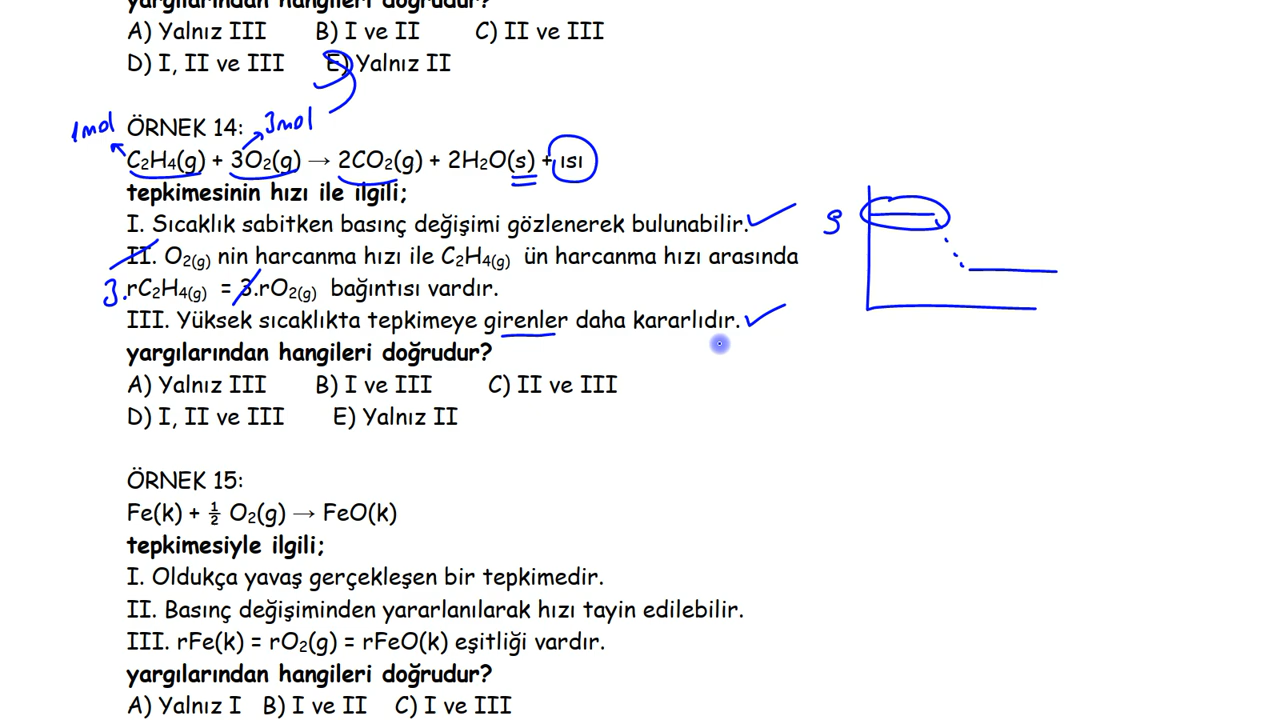 yargılarından hangileri doğrudur?
A) Yalnız III B) I ve II C) II ve III
D) I, II ve III E) Yalnız II
1mol ÖRNEK 14: 3mol
C₂H₄(g) + 3O₂(g) → 2CO₂(g) + 2H₂O(s) + ısı
tepkimesinin hızı ile ilgili;
I. Sıcaklık sabitken basınç değişimi gözlenerek bulunabilir.
II. O₂(g) nin harcanma hızı ile C₂H₄(g) ün harcanma hızı arasında
3.rC₂H₄(g) = 3.rO₂(g) bağıntısı vardır.
III. Yüksek sıcaklıkta tepkimeye girenler daha kararlıdır.
yargılarından hangileri doğrudur?
A) Yalnız III B) I ve III C) II ve III
D) I, II ve III E) Yalnız II
ÖRNEK 15:
Fe(k) + ½ O₂(g) → FeO(k)
tepkimesiyle ilgili;
I. Oldukça yavaş gerçekleşen bir tepkimedir.
II. Basınç değişiminden yararlanılarak hızı tayin edilebilir.
III. rFe(k) = rO₂(g) = rFeO(k) eşitliği vardır.
yargılarından hangileri doğrudur?
A) Yalnız I B) I ve II C) I ve III